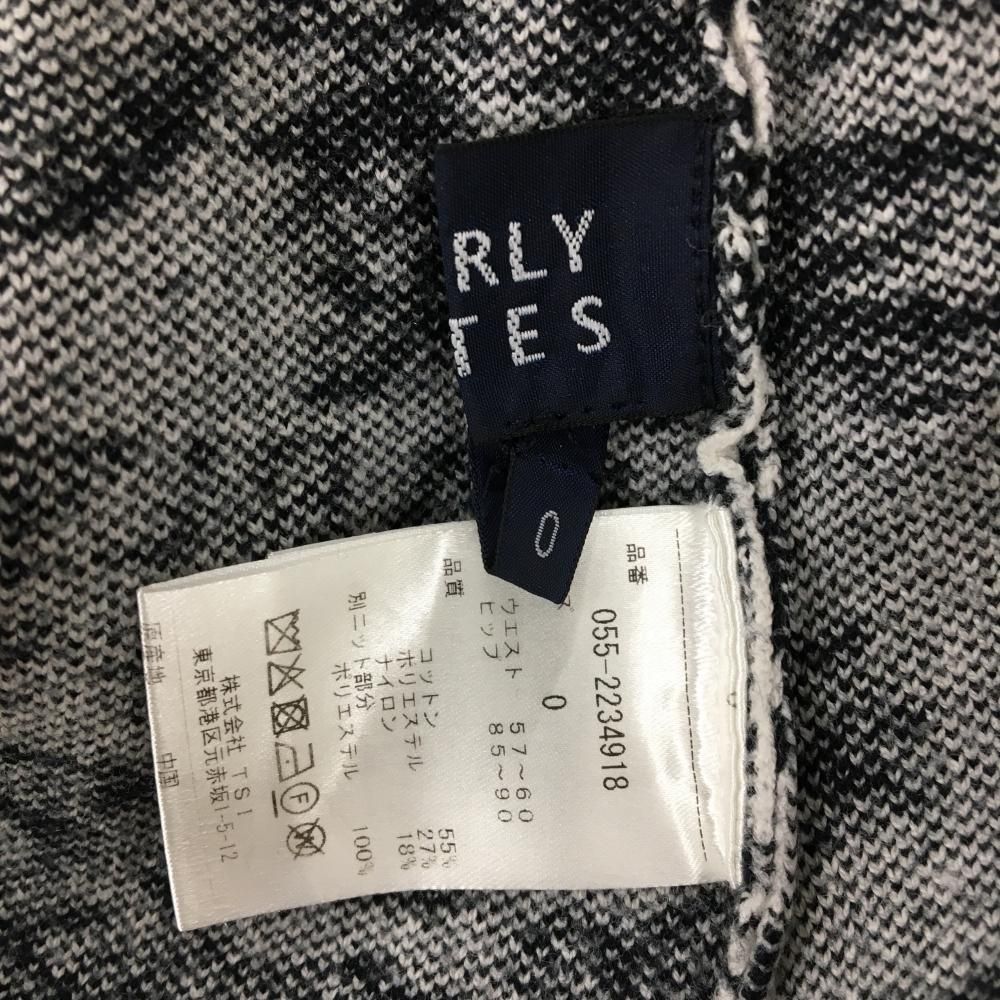 RLY
TES
0
品番
055-2234918
0
ウエスト 57～60
ヒップ 85～90
品質
コットン 55%
ポリエステル 27%
ナイロン 18%
別ニット部分
ポリエステル 100%
F
株式会社 TSI
東京都港区元赤坂1-5-12
原産地 中国